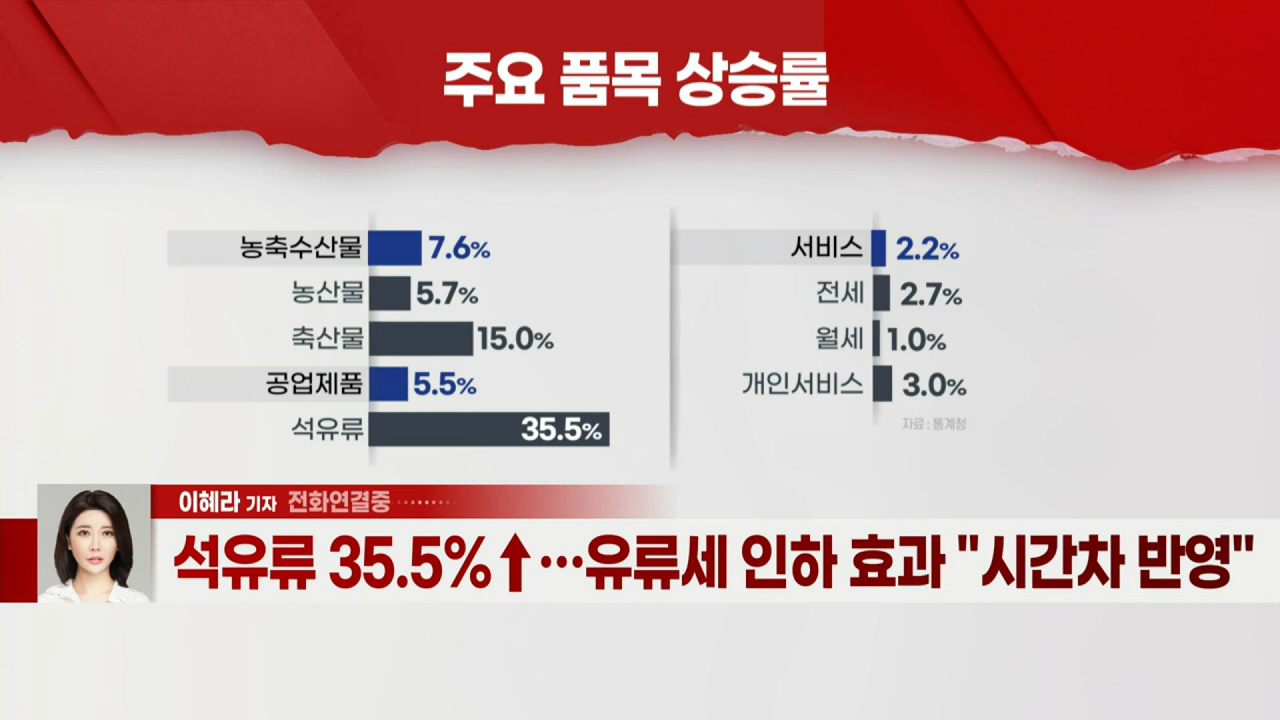 주요 품목 상승률
농축수산물 7.6%
농산물 5.7%
축산물 15.0%
공업제품 5.5%
석유류 35.5%
서비스 2.2%
전세 2.7%
월세 1.0%
개인서비스 3.0%
자료 : 통계청
이혜라 기자 전화연결중
석유류 35.5%↑…유류세 인하 효과 "시간차 반영"